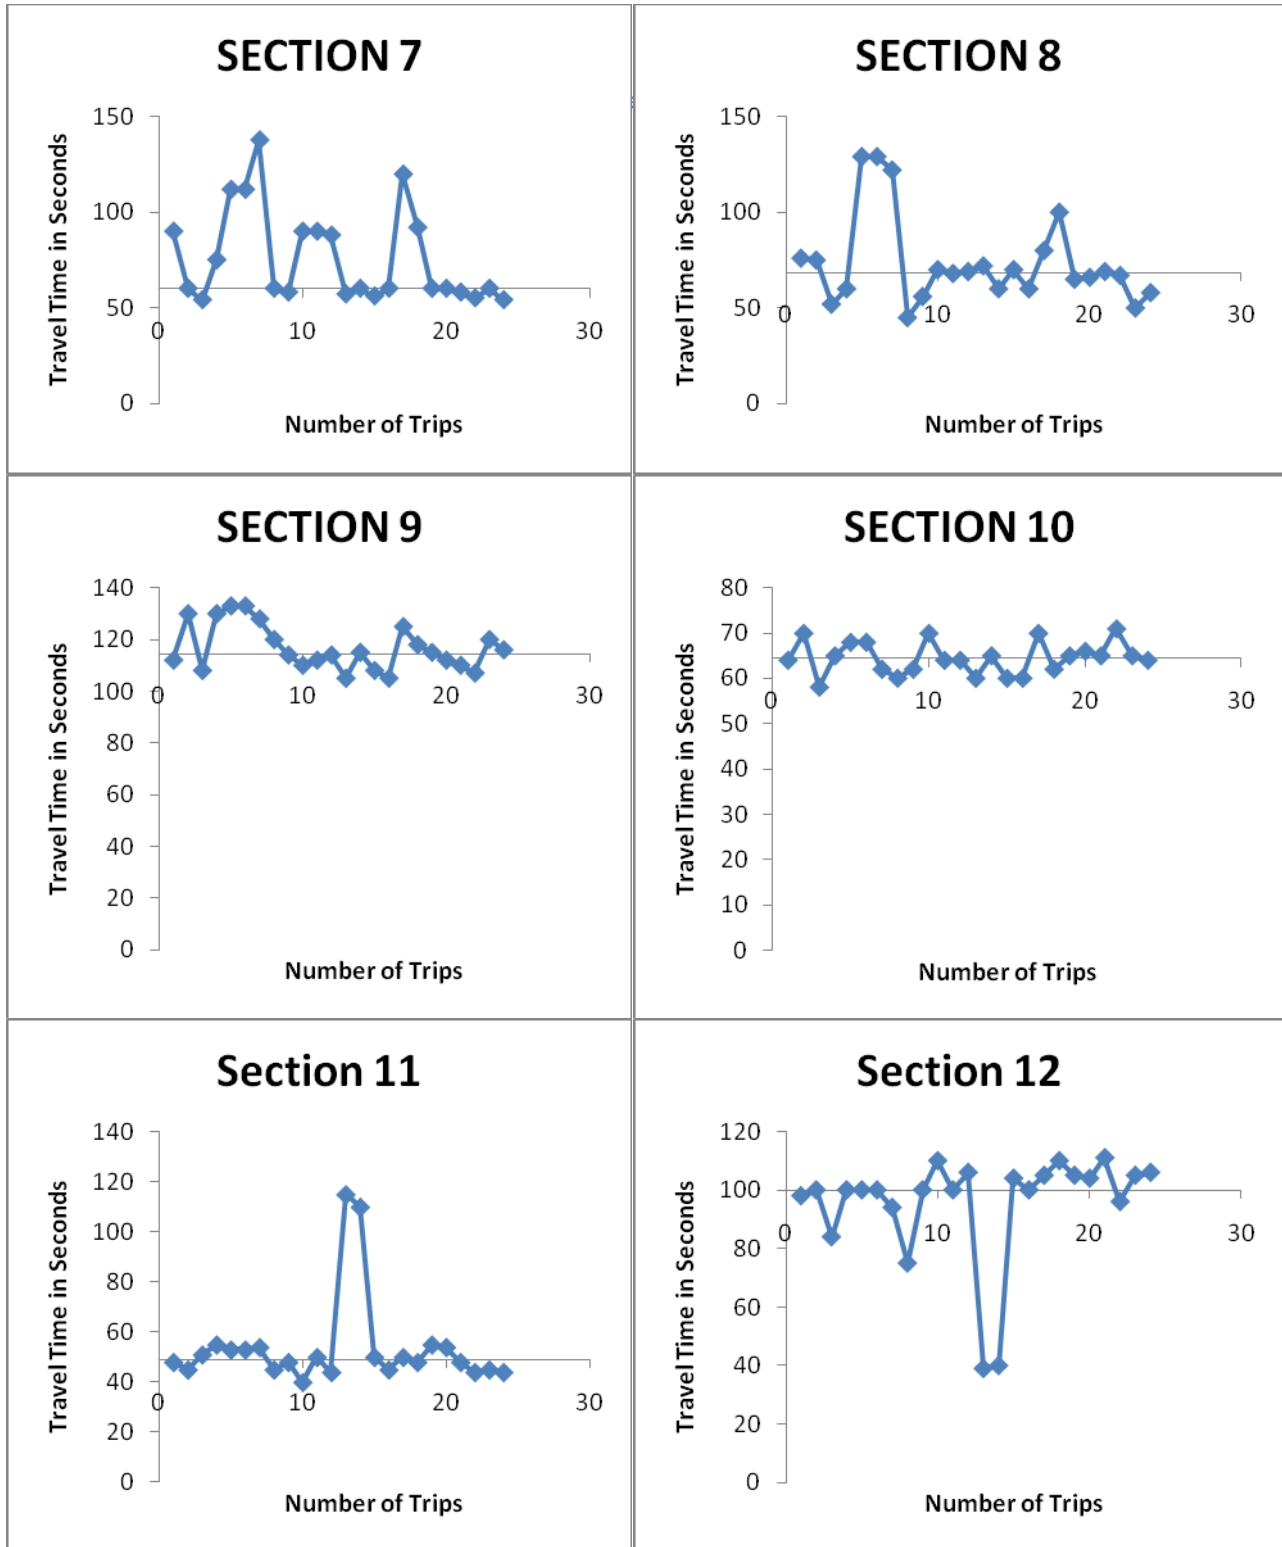 SECTION 7
Travel Time in Seconds
150
100
50
0
0 10 20 30
Number of Trips
SECTION 8
Travel Time in Seconds
150
100
50
0
0 10 20 30
Number of Trips
SECTION 9
Travel Time in Seconds
140
120
100
80
60
40
20
0
0 10 20 30
Number of Trips
SECTION 10
Travel Time in Seconds
80
70
60
50
40
30
20
10
0
0 10 20 30
Number of Trips
Section 11
Travel Time in Seconds
140
120
100
80
60
40
20
0
0 10 20 30
Number of Trips
Section 12
Travel Time in Seconds
120
100
80
60
40
20
0
0 10 20 30
Number of Trips